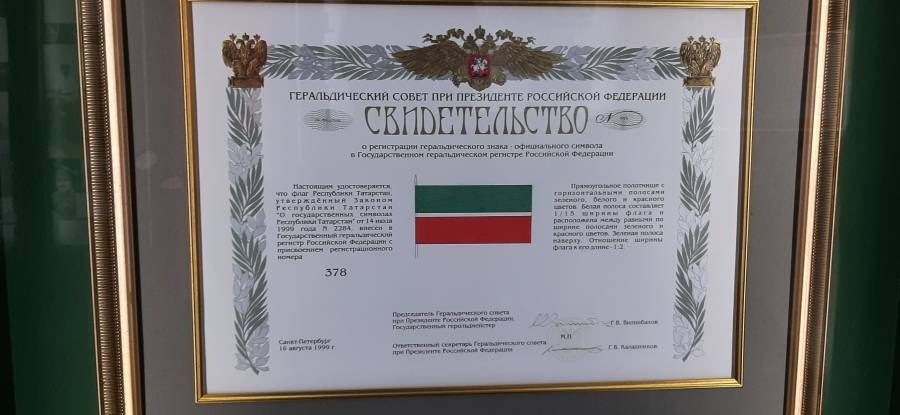 ГЕРАЛЬДИЧЕСКИЙ СОВЕТ ПРИ ПРЕЗИДЕНТЕ РОССИЙСКОЙ ФЕДЕРАЦИИ
СВИДЕТЕЛЬСТВО №
о регистрации геральдического знака - официального символа
в Государственном геральдическом регистре Российской Федерации
Настоящим удостоверяется,
что флаг Республики Татарстан,
утверждённый Законом
Республики Татарстан
"О государственных символах
Республики Татарстан" от 14 июля
1999 года N 2284, внесен в
Государственный геральдический
регистр Российской Федерации с
присвоением регистрационного
номера
378
Прямоугольное полотнище с
горизонтальными полосами
зеленого, белого и красного
цветов. Белая полоса составляет
1/15 ширины флага и
расположена между равными по
ширине полосами зеленого и
красного цветов. Зеленая полоса
наверху. Отношение ширины
флага к его длине - 1:2.
Председатель Геральдического совета
при Президенте Российской Федерации,
Государственный герольдмейстер
Г.В. Вилинбахов
М.П.
Ответственный секретарь Геральдического совета
при Президенте Российской Федерации
Г.В. Калашников
Санкт-Петербург
16 августа 1999 г